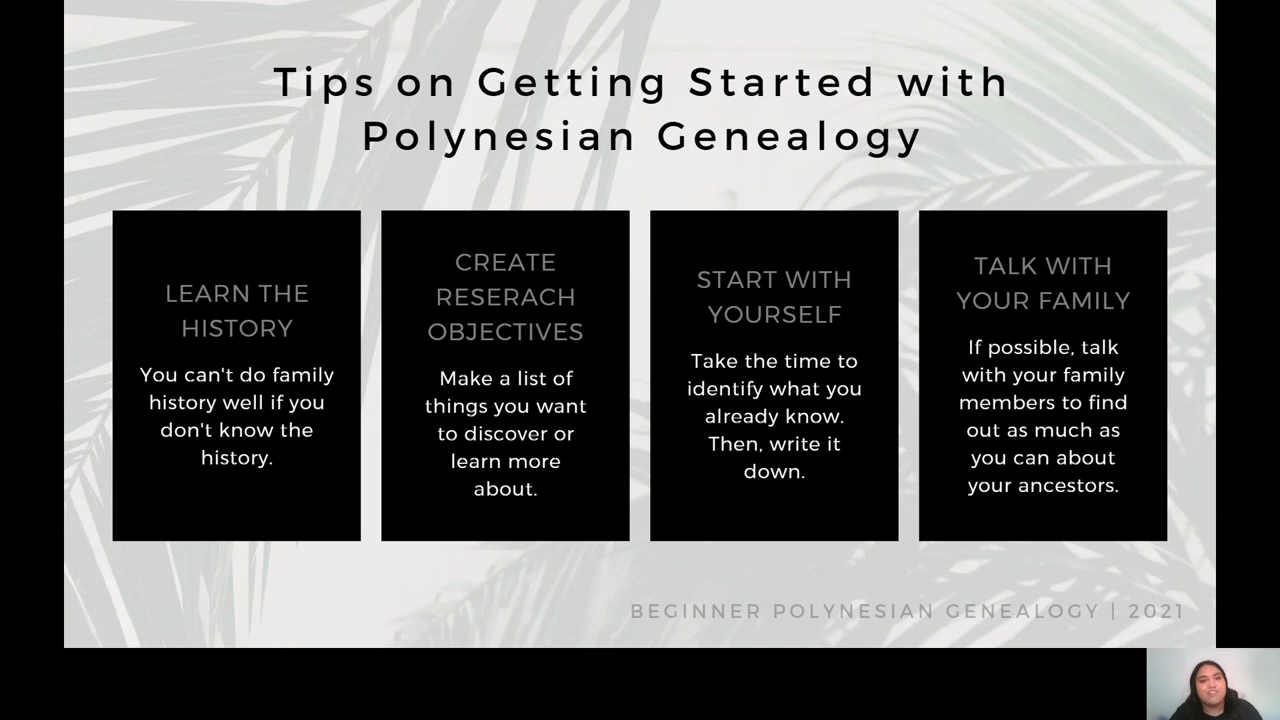 Tips on Getting Started with
Polynesian Genealogy
LEARN THE
HISTORY
You can't do family
history well if you
don't know the
history.
CREATE
RESERACH
OBJECTIVES
Make a list of
things you want
to discover or
learn more
about.
START WITH
YOURSELF
Take the time to
identify what you
already know.
Then, write it
down.
TALK WITH
YOUR FAMILY
If possible, talk
with your family
members to find
out as much as
you can about
your ancestors.
BEGINNER POLYNESIAN GENEALOGY | 2021